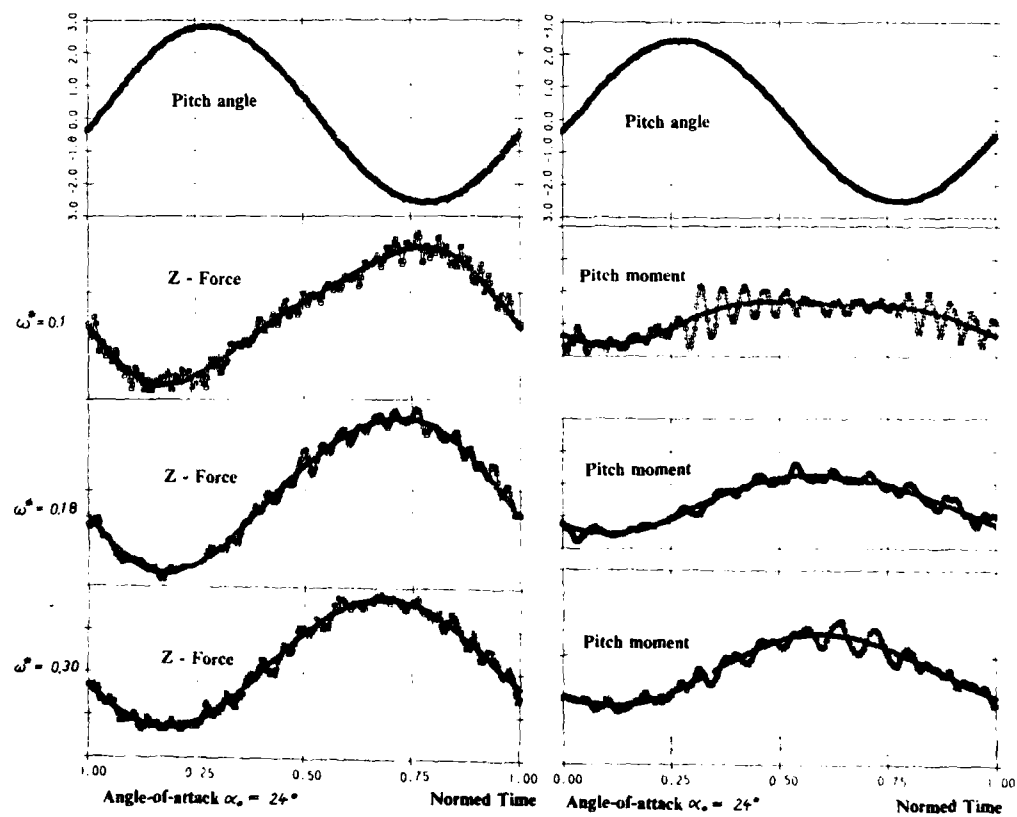 3.0
2.0
1.0
0.0
-1.0
-2.0
3.0
Pitch angle
+3.0
2.0
1.0
0.0
-1.0
-2.0
-3.0
Pitch angle
ω* = 0.1
Z - Force
Pitch moment
ω* = 0,18
Z - Force
Pitch moment
ω* = 0,30
Z - Force
Pitch moment
1.00
0.25
0.50
0.75
1.00
0.00
0.25
0.50
0.75
1.00
Angle-of-attack α₀ = 24°
Normed Time
Angle-of-attack α₀ = 24°
Normed Time